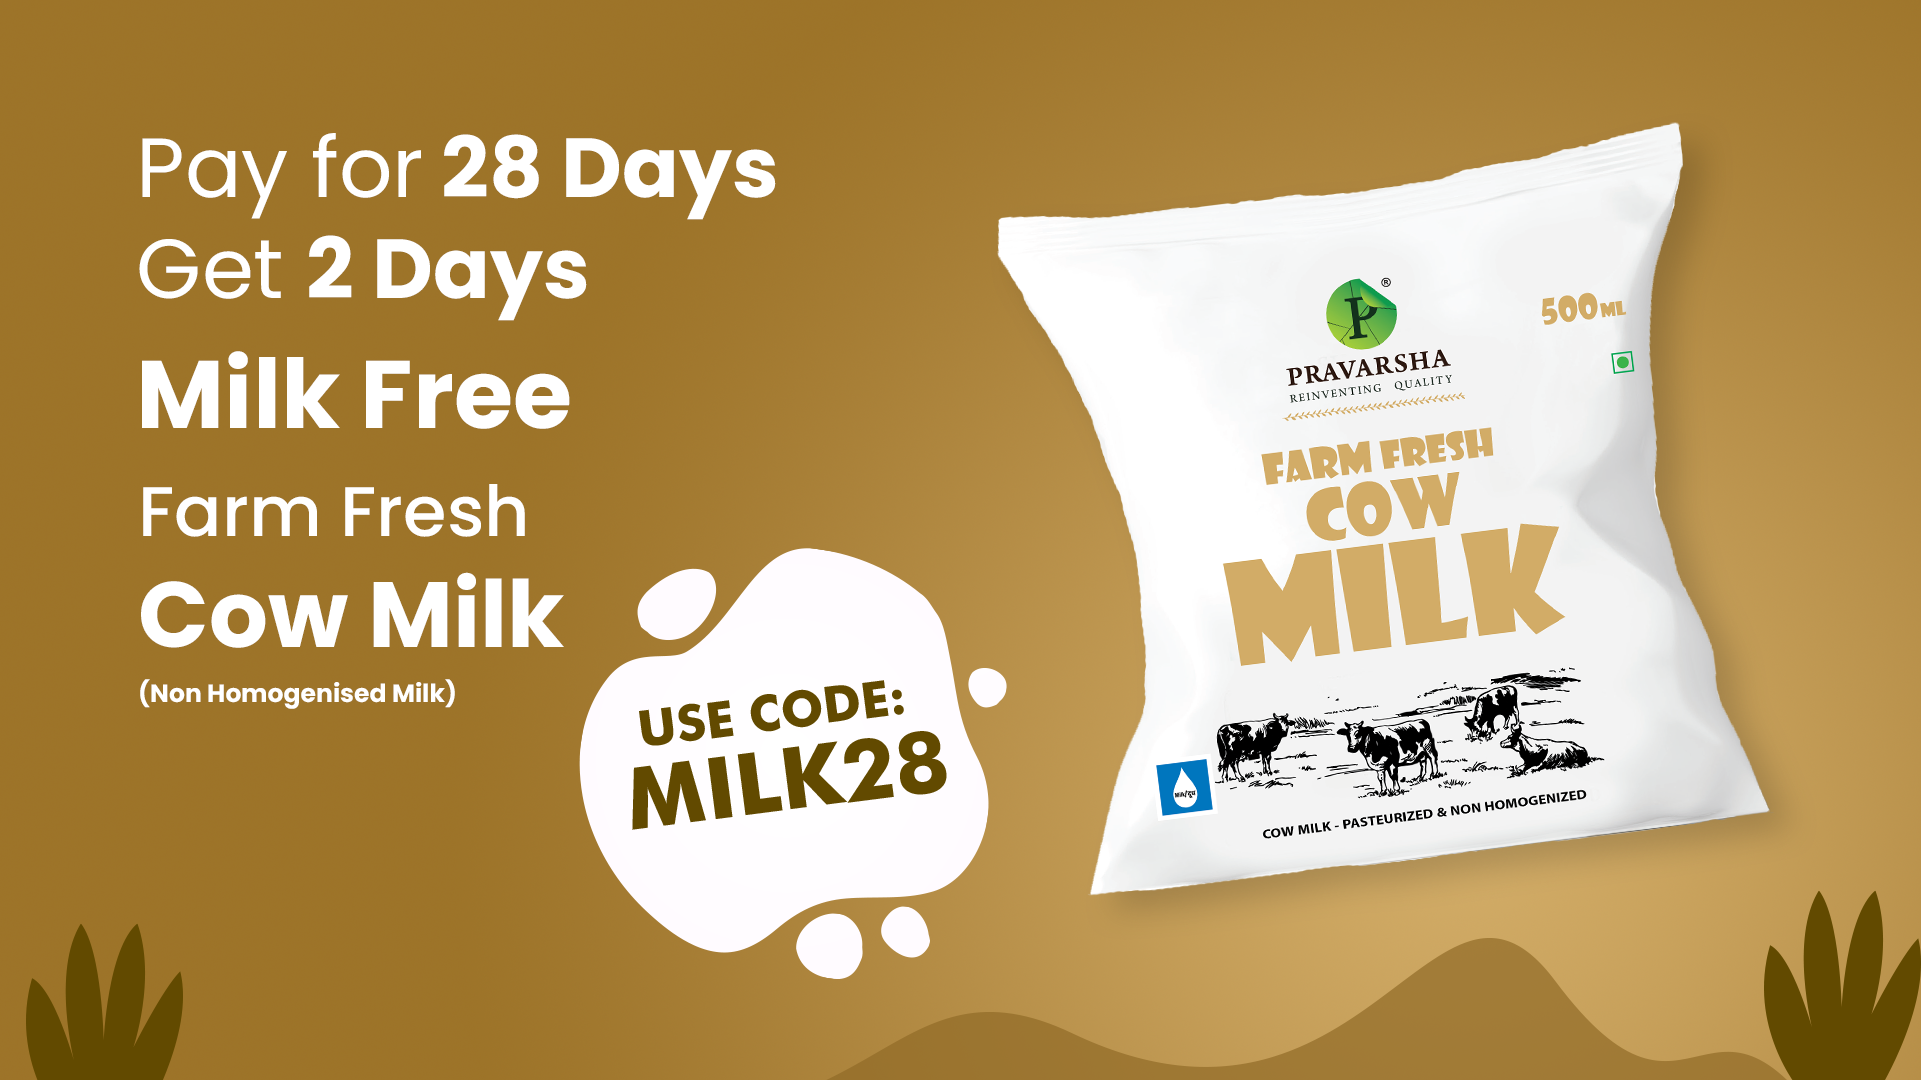 Pay for 28 Days
Get 2 Days
Milk Free
Farm Fresh
Cow Milk
(Non Homogenised Milk)
USE CODE:
MILK28
P
®
PRAVARSHA
REINVENTING QUALITY
500ML
FARM FRESH
COW
MILK
Milk/दूध
COW MILK - PASTEURIZED & NON HOMOGENIZED